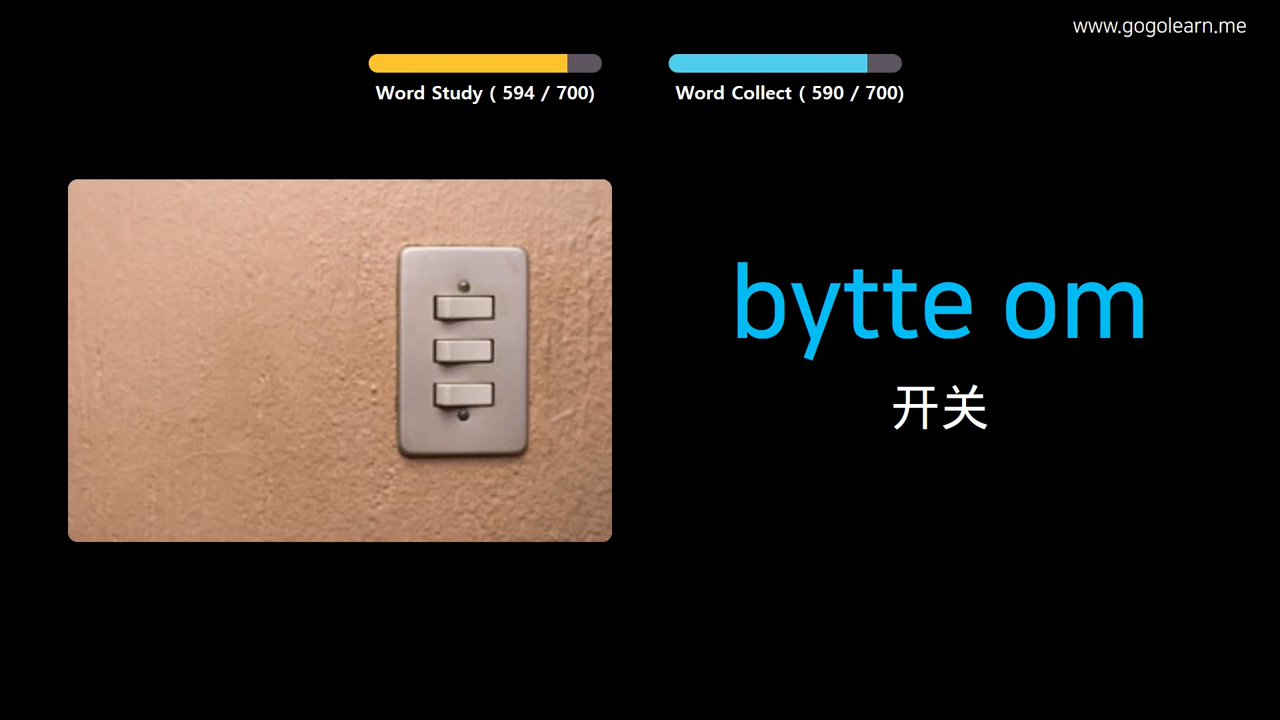 www.gogolearn.me
Word Study ( 594 / 700)
Word Collect ( 590 / 700)
bytte om
开关